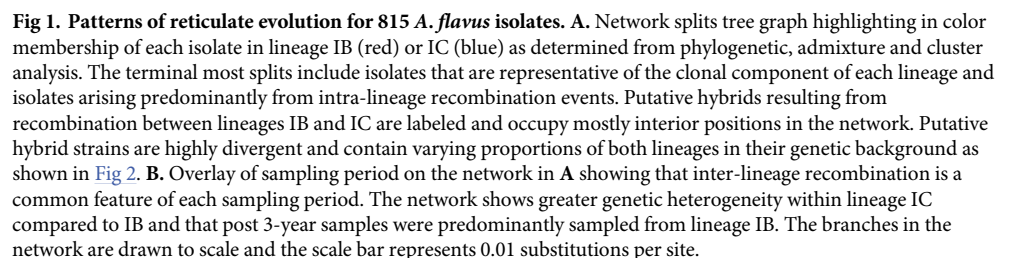 Fig 1. Patterns of reticulate evolution for 815 A. flavus isolates. A. Network splits tree graph highlighting in color
membership of each isolate in lineage IB (red) or IC (blue) as determined from phylogenetic, admixture and cluster
analysis. The terminal most splits include isolates that are representative of the clonal component of each lineage and
isolates arising predominantly from intra-lineage recombination events. Putative hybrids resulting from
recombination between lineages IB and IC are labeled and occupy mostly interior positions in the network. Putative
hybrid strains are highly divergent and contain varying proportions of both lineages in their genetic background as
shown in Fig 2. B. Overlay of sampling period on the network in A showing that inter-lineage recombination is a
common feature of each sampling period. The network shows greater genetic heterogeneity within lineage IC
compared to IB and that post 3-year samples were predominantly sampled from lineage IB. The branches in the
network are drawn to scale and the scale bar represents 0.01 substitutions per site.